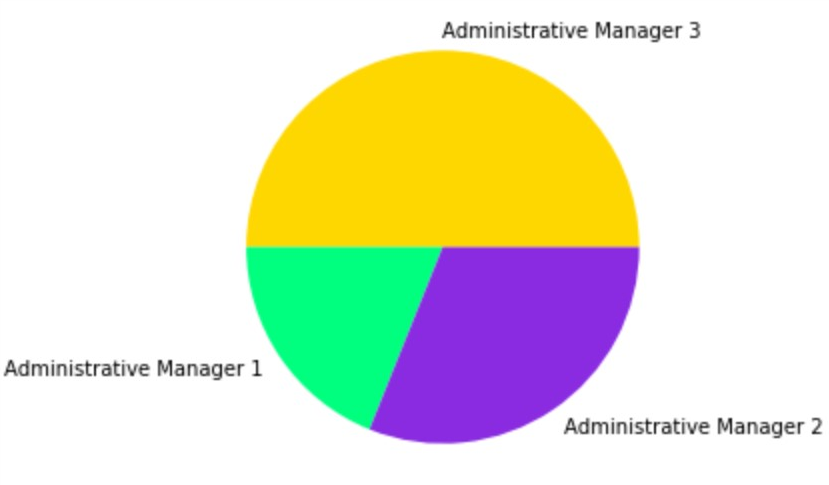 Administrative Manager 3
Administrative Manager 1
Administrative Manager 2